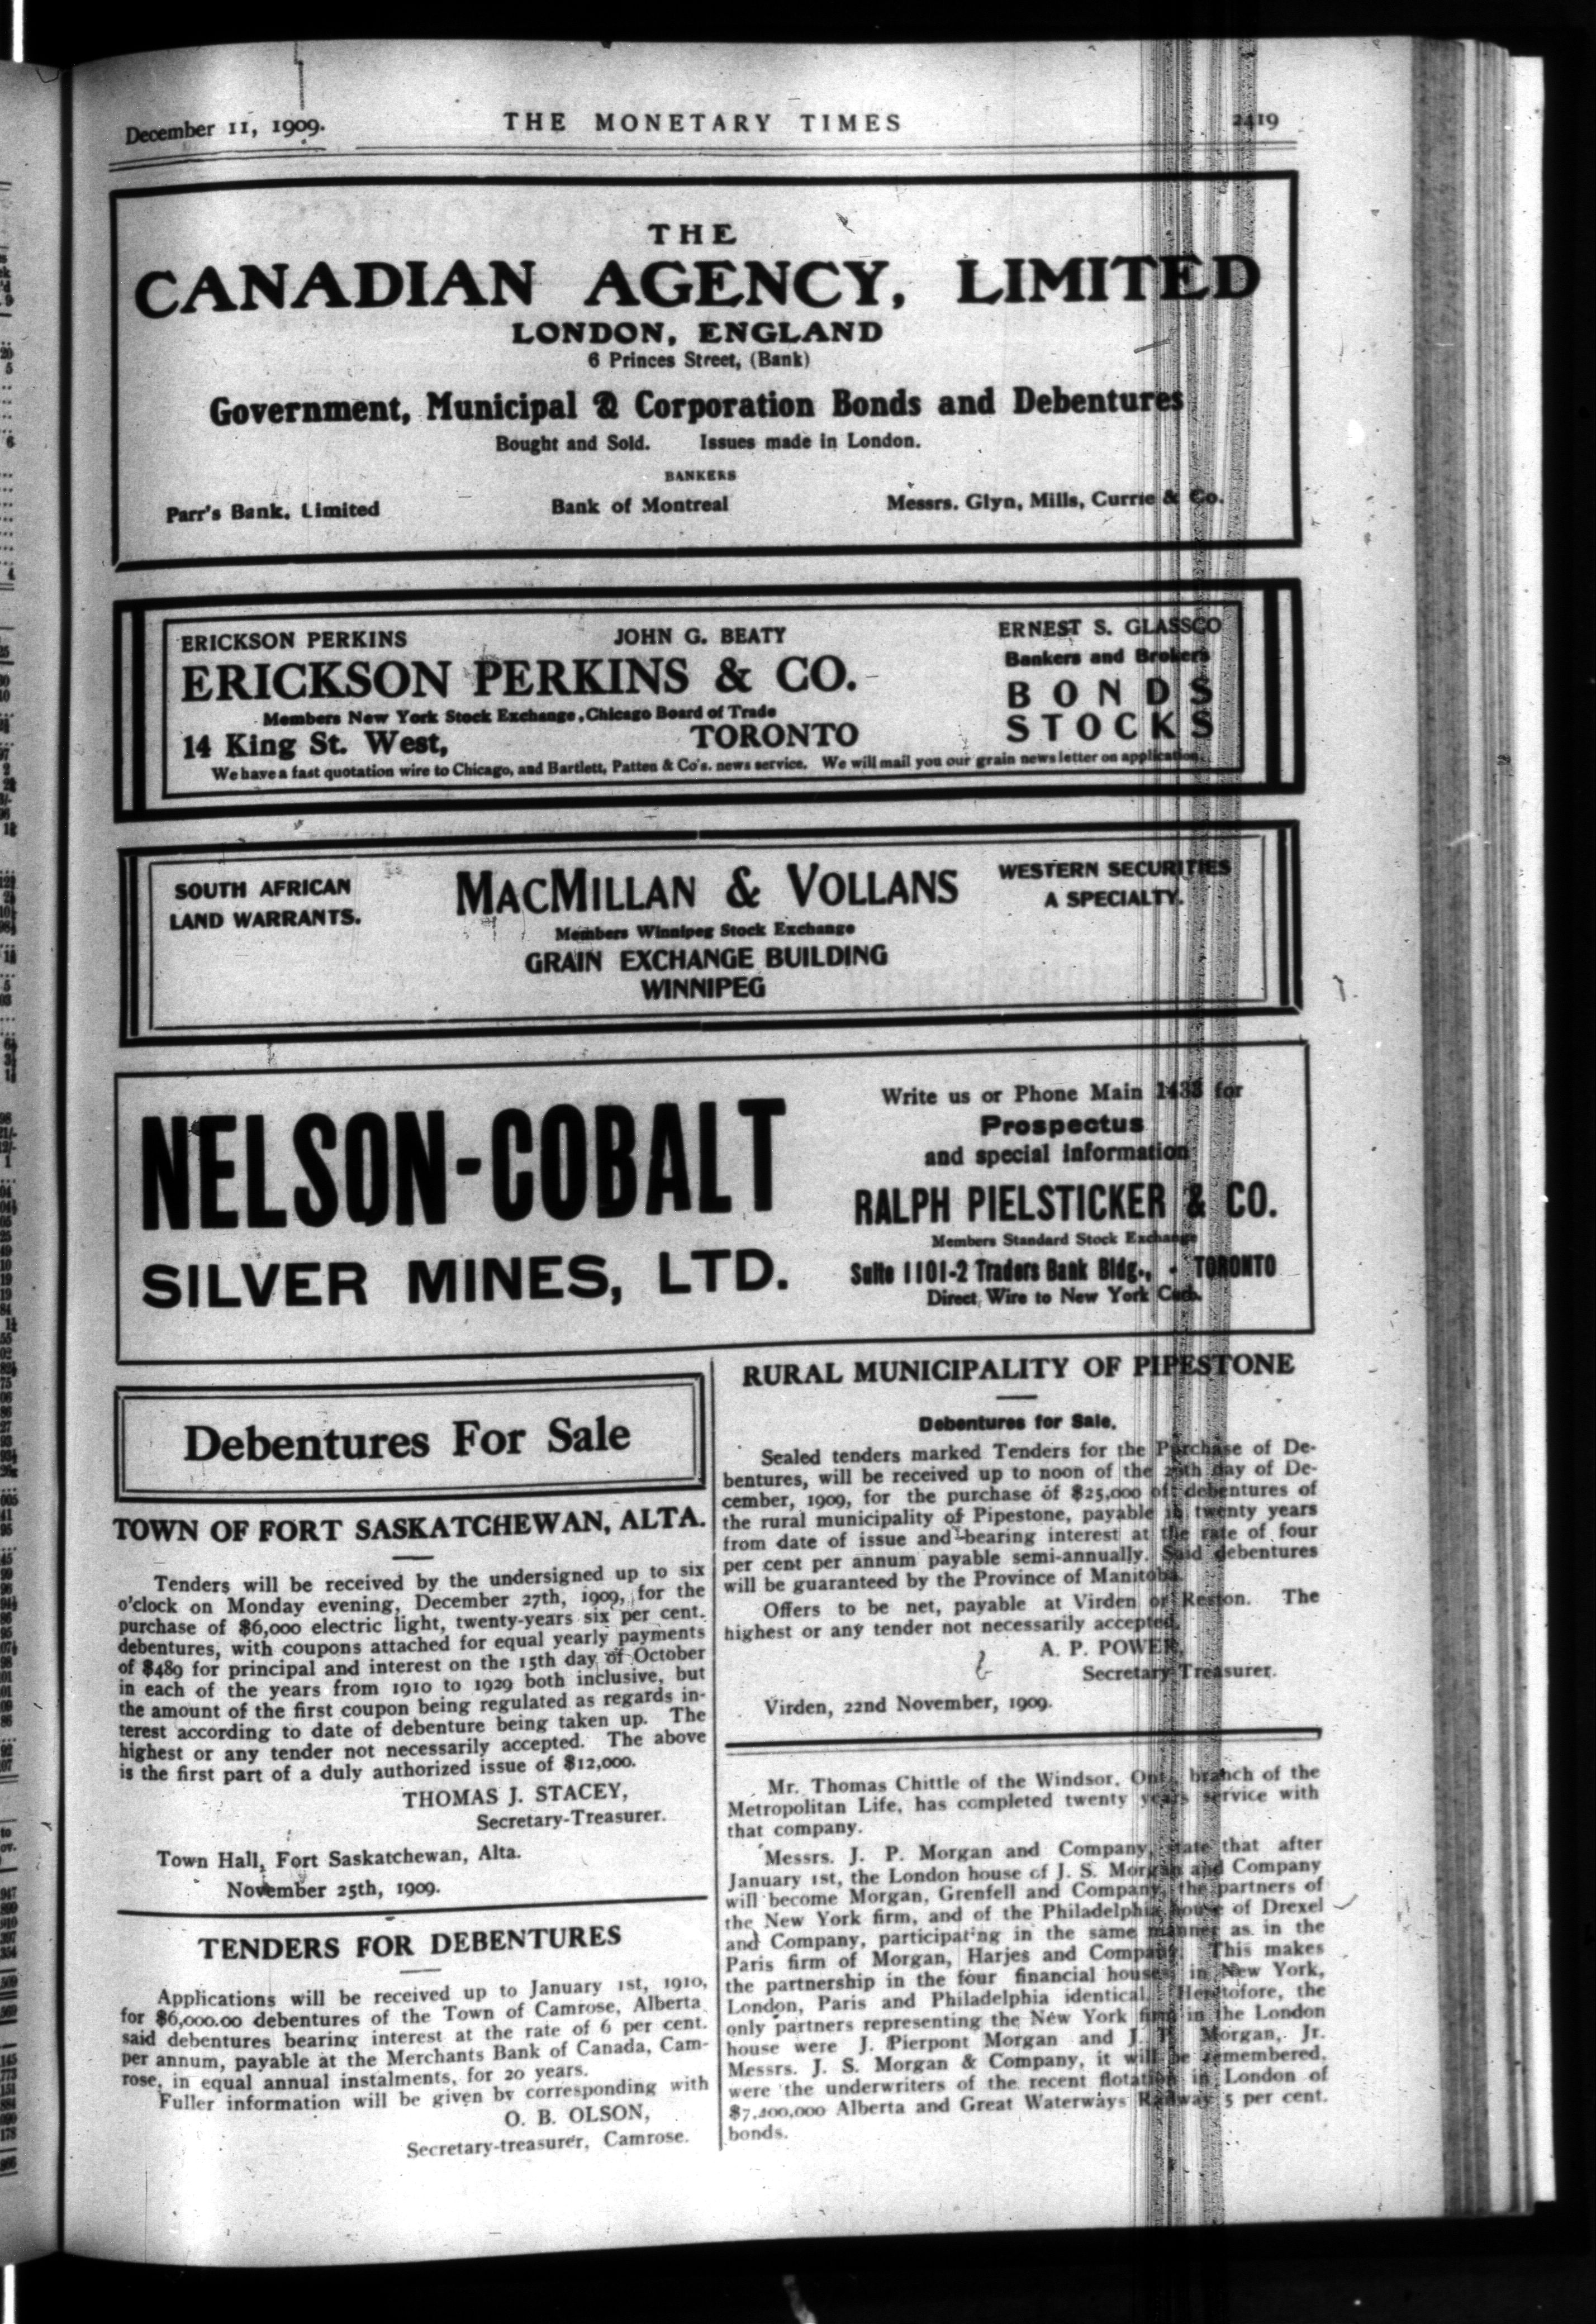 December 11, 1909.
THE MONETARY TIMES
2419
THE
CANADIAN AGENCY, LIMITED
LONDON, ENGLAND
6 Princes Street, (Bank)
Government, Municipal & Corporation Bonds and Debentures
Bought and Sold. Issues made in London.
BANKERS
Parr's Bank, Limited
Bank of Montreal
Messrs. Glyn, Mills, Currie & Co.
ERICKSON PERKINS
JOHN G. BEATY
ERNEST S. GLASSCO
ERICKSON PERKINS & CO.
Members New York Stock Exchange, Chicago Board of Trade
14 King St. West,
TORONTO
Bankers and Brokers
BONDS
STOCKS
We have a fast quotation wire to Chicago, and Bartlett, Patten & Co's. news service. We will mail you our grain news letter on application.
SOUTH AFRICAN
LAND WARRANTS.
MACMILLAN & VOLLANS
Members Winnipeg Stock Exchange
GRAIN EXCHANGE BUILDING
WINNIPEG
WESTERN SECURITIES
A SPECIALTY.
NELSON-COBALT
SILVER MINES, LTD.
Write us or Phone Main 1433 for
Prospectus
and special information
RALPH PIELSTICKER & CO.
Members Standard Stock Exchange
Suite 1101-2 Traders Bank Bldg., - TORONTO
Direct Wire to New York Curb.
Debentures For Sale
TOWN OF FORT SASKATCHEWAN, ALTA.
Tenders will be received by the undersigned up to six
o'clock on Monday evening, December 27th, 1909, for the
purchase of $6,000 electric light, twenty-years six per cent.
debentures, with coupons attached for equal yearly payments
of $489 for principal and interest on the 15th day of October
in each of the years from 1910 to 1929 both inclusive, but
the amount of the first coupon being regulated as regards in-
terest according to date of debenture being taken up. The
highest or any tender not necessarily accepted. The above
is the first part of a duly authorized issue of $12,000.
THOMAS J. STACEY,
Secretary-Treasurer.
Town Hall, Fort Saskatchewan, Alta.
November 25th, 1909.
TENDERS FOR DEBENTURES
Applications will be received up to January 1st, 1910,
for $6,000.00 debentures of the Town of Camrose, Alberta
said debentures bearing interest at the rate of 6 per cent.
per annum, payable at the Merchants Bank of Canada, Cam-
rose, in equal annual instalments, for 20 years.
Fuller information will be given by corresponding with
O. B. OLSON,
Secretary-treasurer, Camrose.
RURAL MUNICIPALITY OF PIPESTONE
Debentures for Sale.
Sealed tenders marked Tenders for the Purchase of De-
bentures, will be received up to noon of the day of De-
cember, 1909, for the purchase of $25,000 of debentures of
the rural municipality of Pipestone, payable in twenty years
from date of issue and bearing interest at the rate of four
per cent per annum payable semi-annually. Said debentures
will be guaranteed by the Province of Manitoba.
Offers to be net, payable at Virden or Reston. The
highest or any tender not necessarily accepted.
A. P. POWER,
Secretary-Treasurer.
Virden, 22nd November, 1909.
Mr. Thomas Chittle of the Windsor, Ont., branch of the
Metropolitan Life, has completed twenty years service with
that company.
Messrs. J. P. Morgan and Company, state that after
January 1st, the London house of J. S. Morgan and Company
will become Morgan, Grenfell and Company, the partners of
the New York firm, and of the Philadelphia house of Drexel
and Company, participating in the same manner as in the
Paris firm of Morgan, Harjes and Company. This makes
the partnership in the four financial houses in New York,
London, Paris and Philadelphia identical. Heretofore, the
only partners representing the New York firm in the London
house were J. Pierpont Morgan and J. P. Morgan, Jr.
Messrs. J. S. Morgan & Company, it will be remembered,
were the underwriters of the recent flotation in London of
$7,400,000 Alberta and Great Waterways Railway 5 per cent.
bonds.